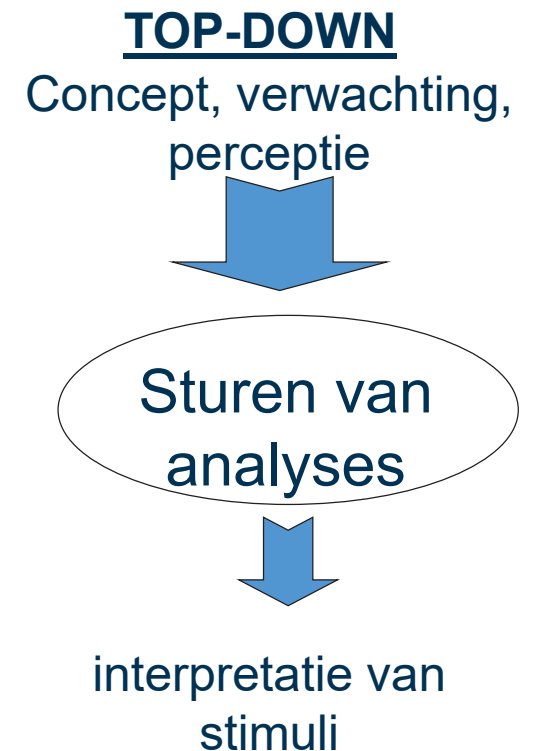 TOP-DOWN
Concept, verwachting,
perceptie
Sturen van
analyses
interpretatie van
stimuli